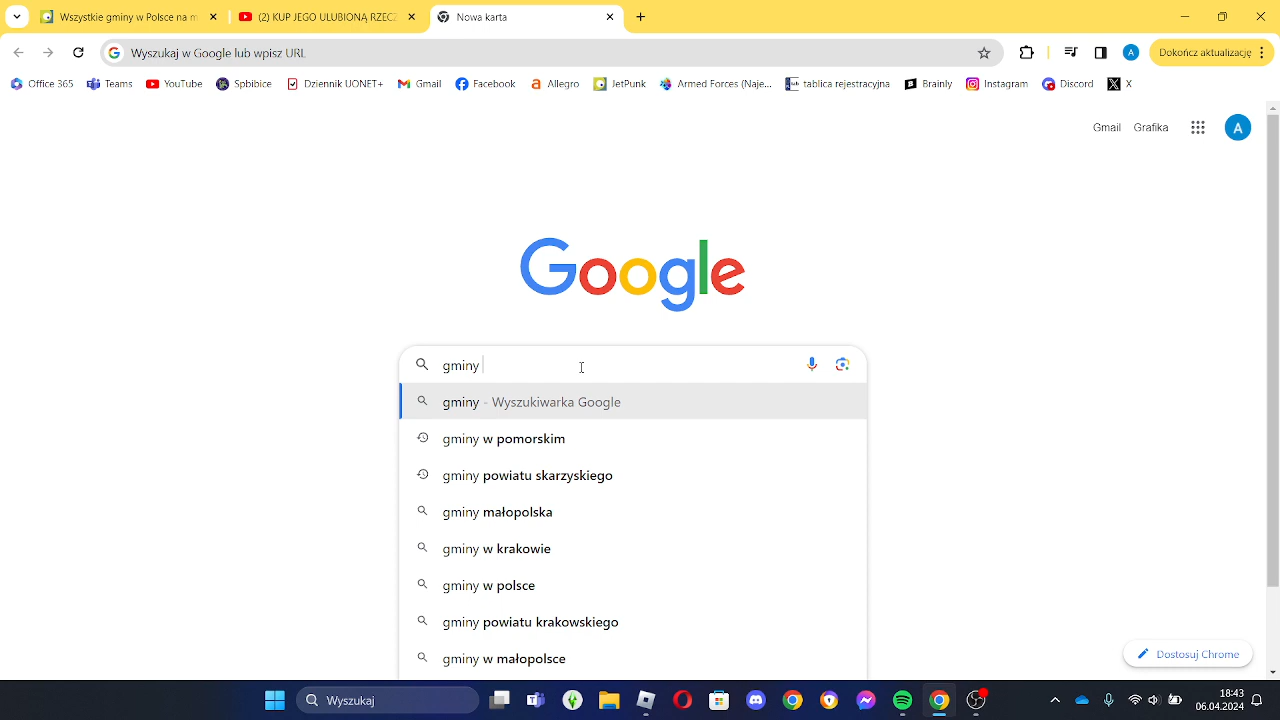 Wszystkie gminy w Polsce na m
(2) KUP JEGO ULUBIONĄ RZECZ
Nowa karta
Wyszukaj w Google lub wpisz URL
Dokończ aktualizację
Office 365
Teams
YouTube
Spbbico
Dziennik UONET+
Gmail
Facebook
Allegro
JetPunk
Armed Forces (Naje...
tablica rejestracyjna
Brainly
Instagram
Discord
X
Gmail
Grafika
A
Google
gminy
gminy - Wyszukiwarka Google
gminy w pomorskim
gminy powiatu skarzyskiego
gminy małopolska
gminy w krakowie
gminy w polsce
gminy powiatu krakowskiego
gminy w małopolsce
Dostosuj Chrome
Wyszukaj
18:43
06.04.2024